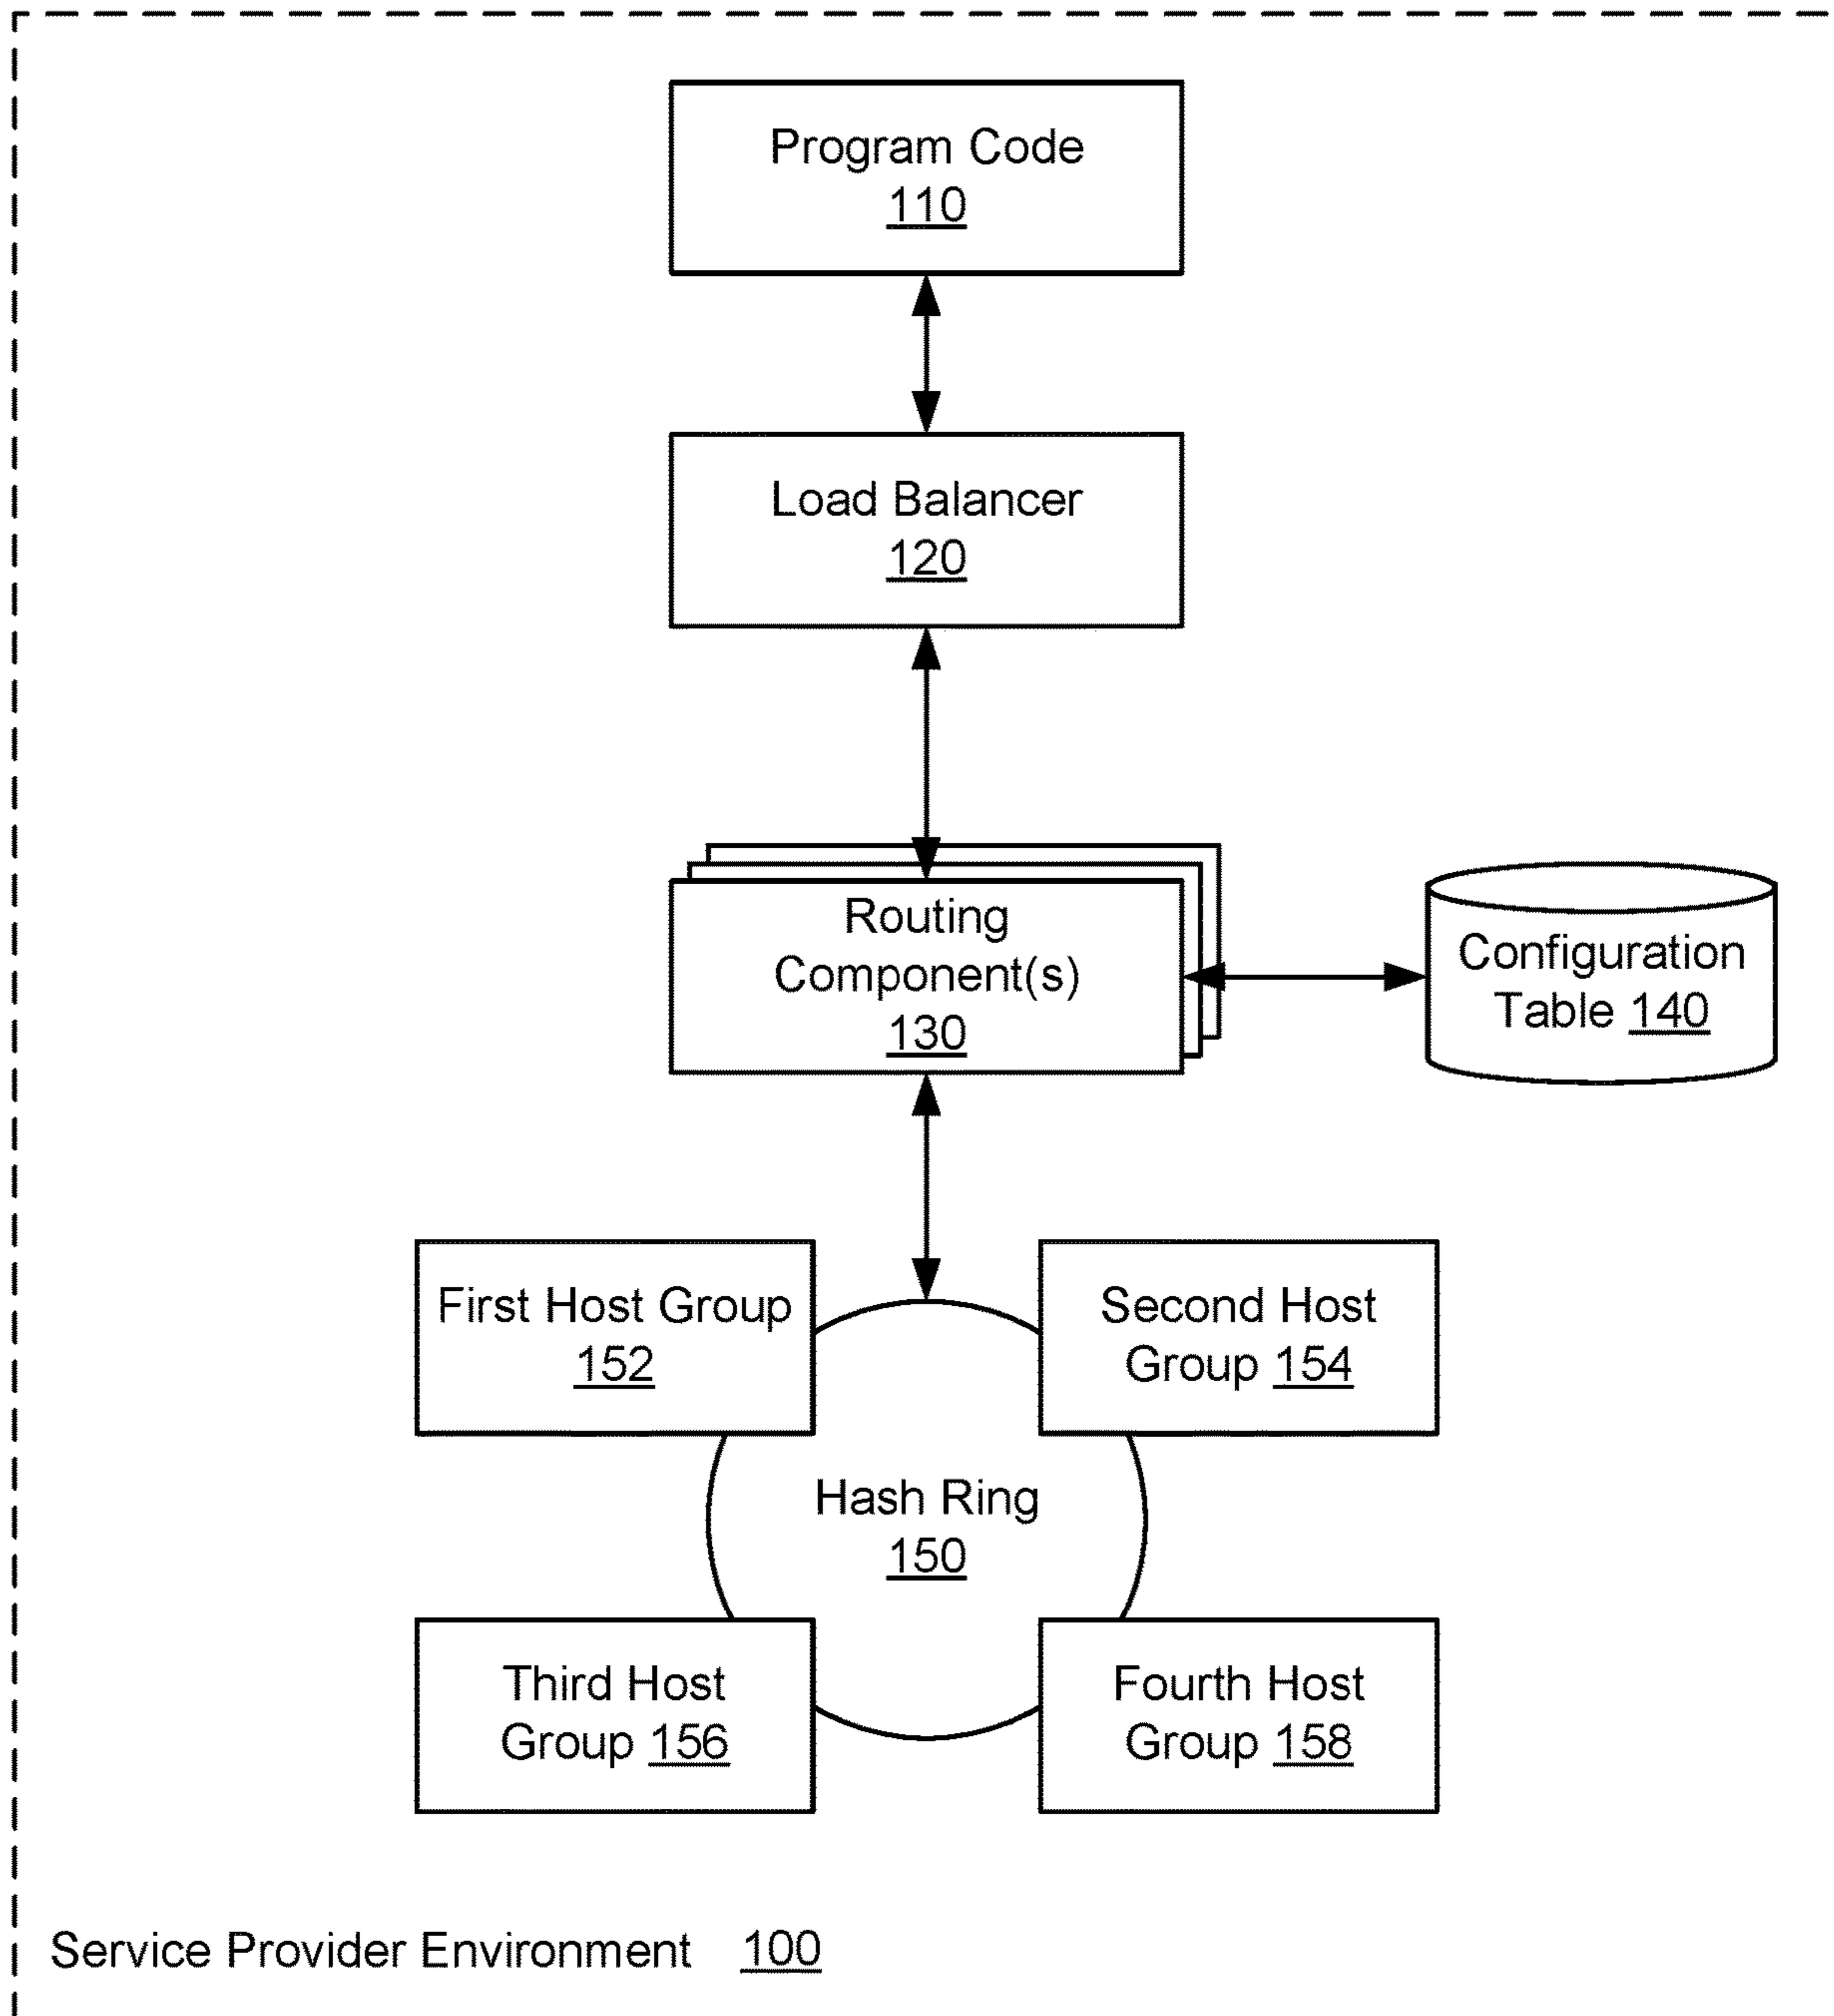 Program Code
110
Load Balancer
120
Routing
Component(s)
130
Configuration
Table 140
First Host Group
152
Second Host
Group 154
Hash Ring
150
Third Host
Group 156
Fourth Host
Group 158
Service Provider Environment 100